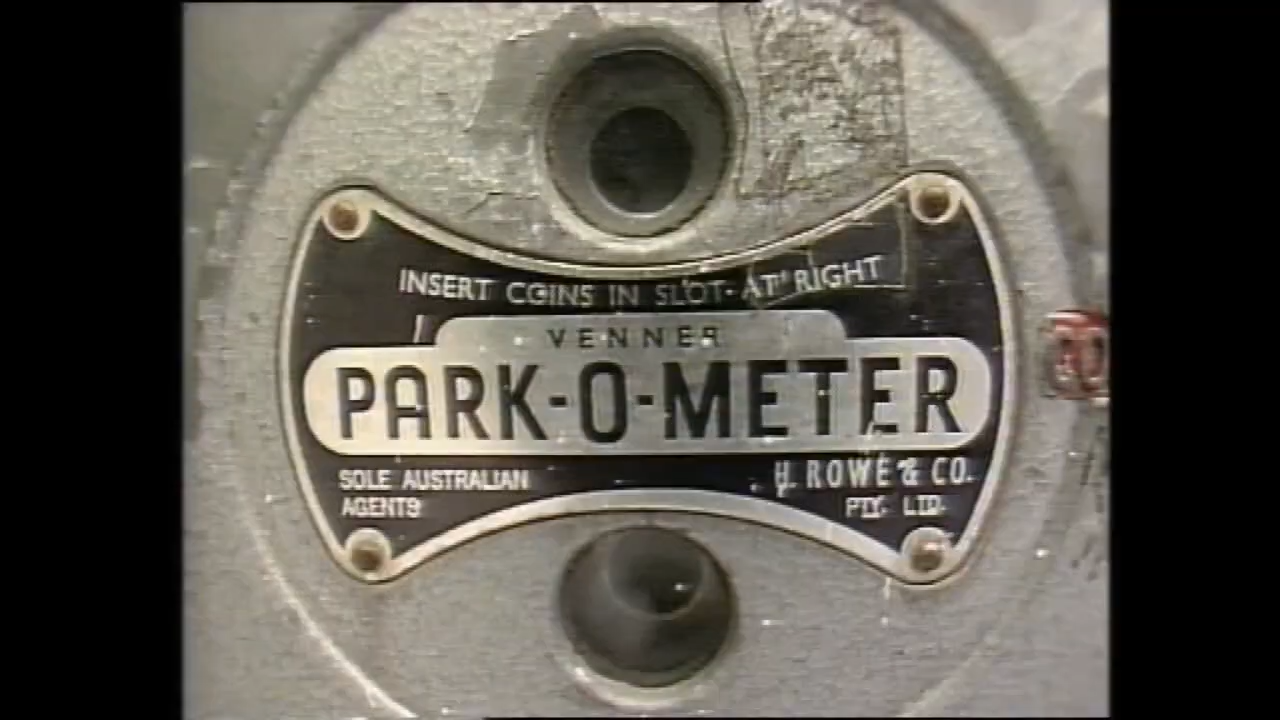 INSERT COINS IN SLOT AT RIGHT
VENNER
PARK-O-METER
SOLE AUSTRALIAN
AGENTS
H. ROWE & CO.
PTY. LTD.